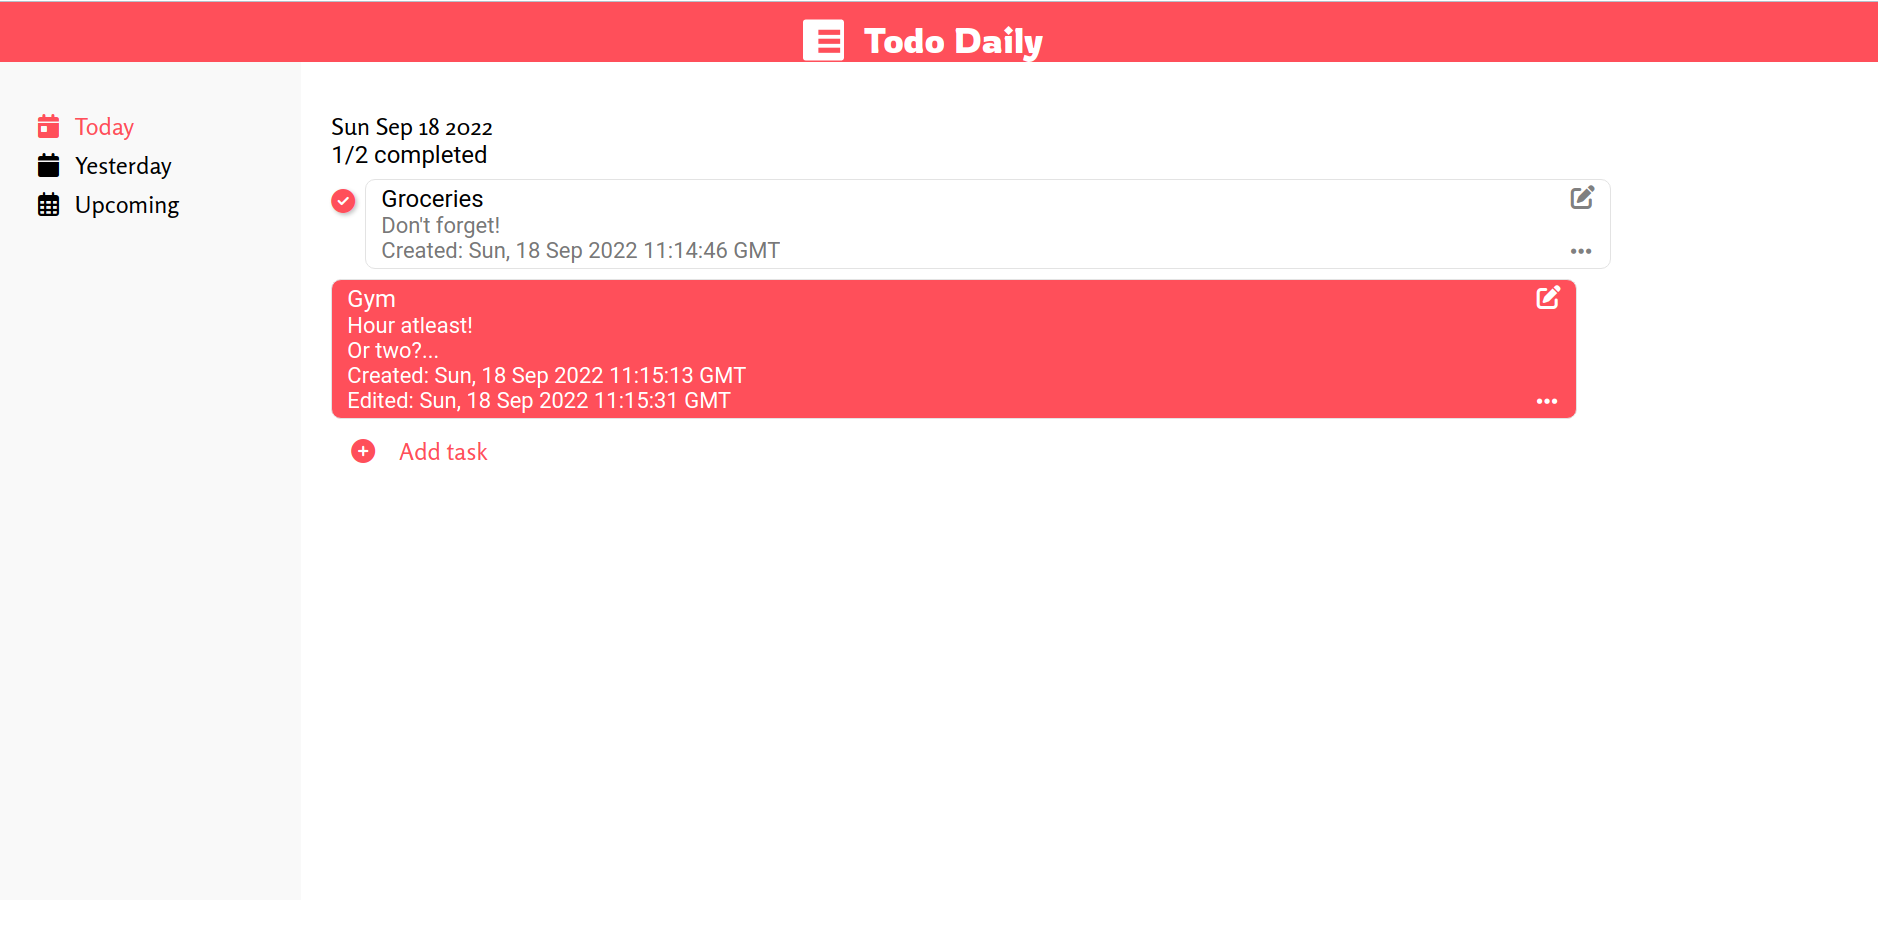 Todo Daily
Today
Yesterday
Upcoming
Sun Sep 18 2022
1/2 completed
Groceries
Don't forget!
Created: Sun, 18 Sep 2022 11:14:46 GMT
Gym
Hour atleast!
Or two?...
Created: Sun, 18 Sep 2022 11:15:13 GMT
Edited: Sun, 18 Sep 2022 11:15:31 GMT
Add task